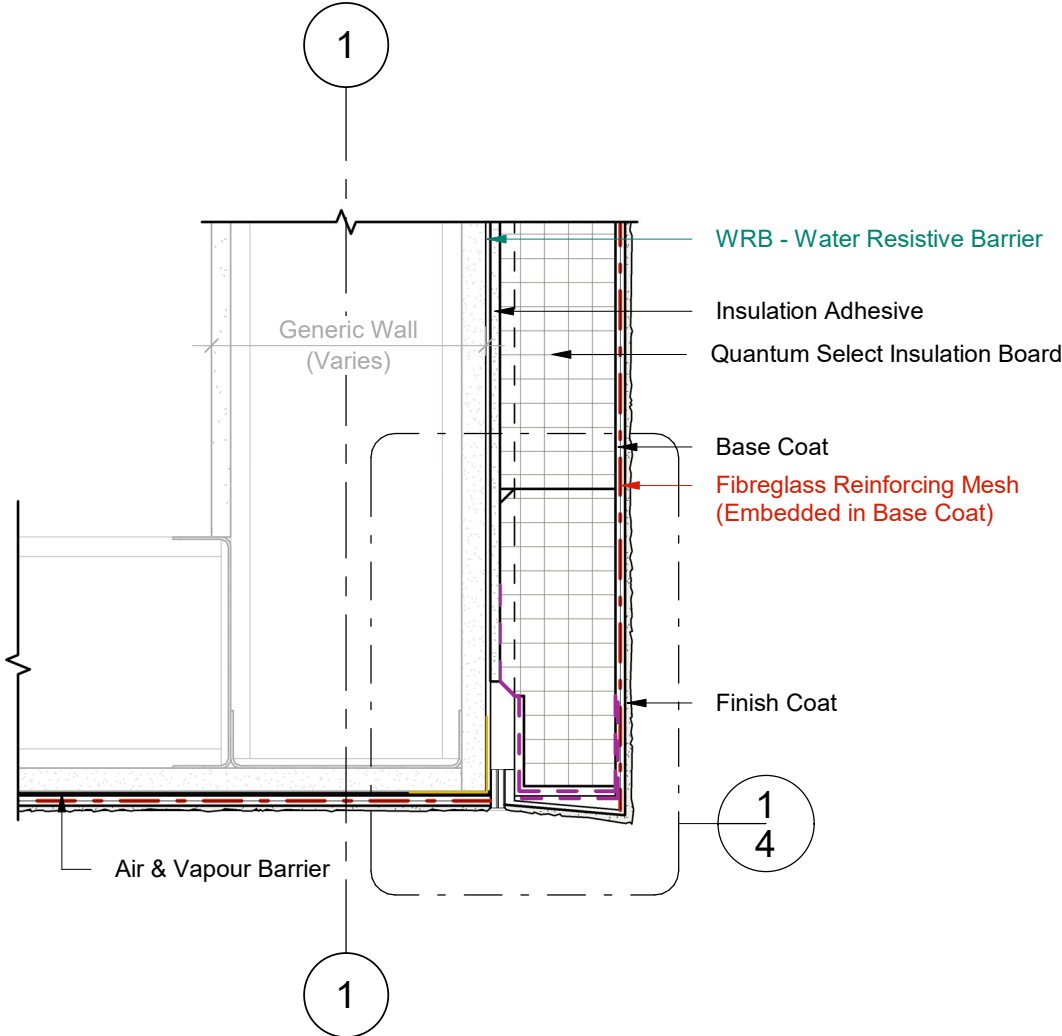 1
WRB - Water Resistive Barrier
Insulation Adhesive
Generic Wall
(Varies)
Quantum Select Insulation Board
Base Coat
Fibreglass Reinforcing Mesh
(Embedded in Base Coat)
Finish Coat
1
4
Air & Vapour Barrier
1